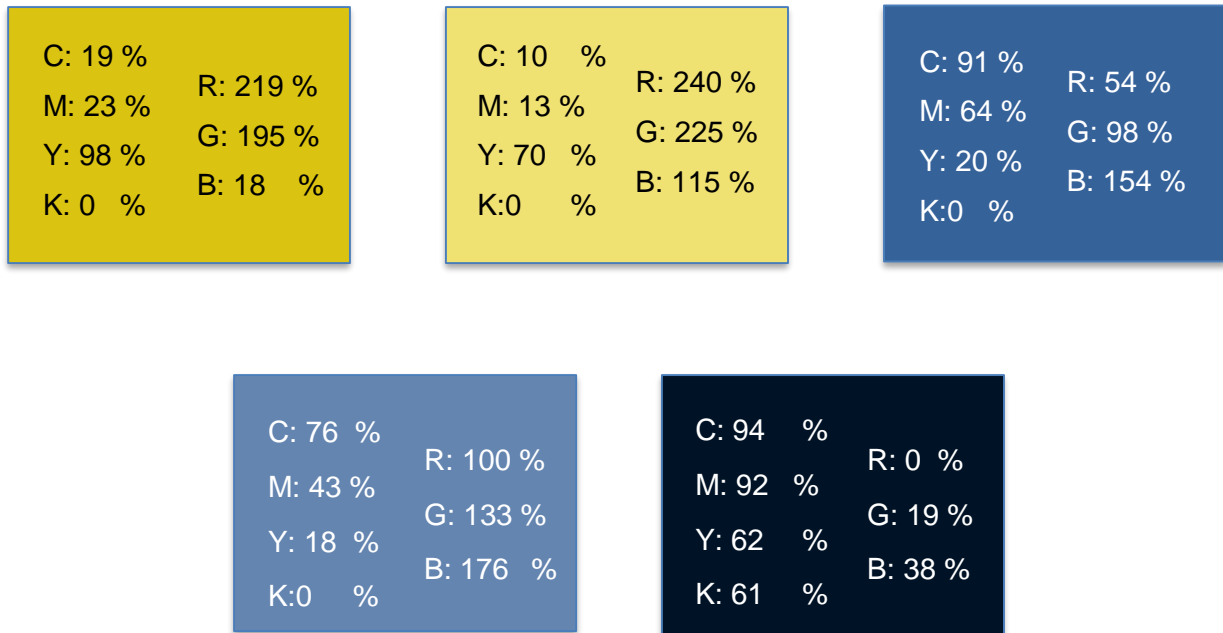 C: 19 %
M: 23 %
Y: 98 %
K: 0 %
R: 219 %
G: 195 %
B: 18 %
C: 10 %
M: 13 %
Y: 70 %
K:0 %
R: 240 %
G: 225 %
B: 115 %
C: 91 %
M: 64 %
Y: 20 %
K:0 %
R: 54 %
G: 98 %
B: 154 %
C: 76 %
M: 43 %
Y: 18 %
K:0 %
R: 100 %
G: 133 %
B: 176 %
C: 94 %
M: 92 %
Y: 62 %
K: 61 %
R: 0 %
G: 19 %
B: 38 %